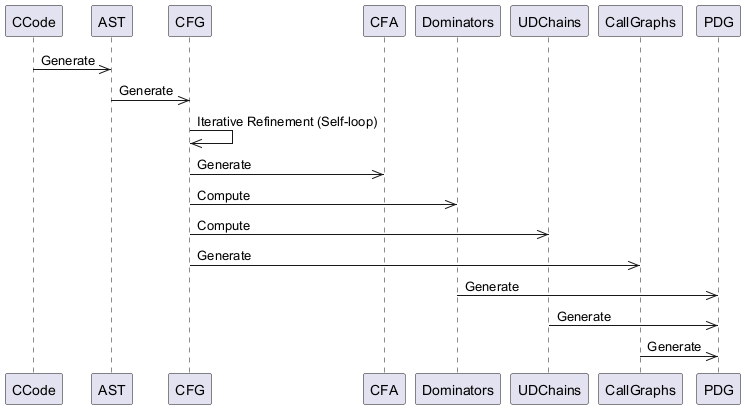 CCode AST CFG CFA Dominators UDChains CallGraphs PDG
Generate
Generate
Iterative Refinement (Self-loop)
Generate
Compute
Compute
Generate
Generate
Generate
Generate
CCode AST CFG CFA Dominators UDChains CallGraphs PDG